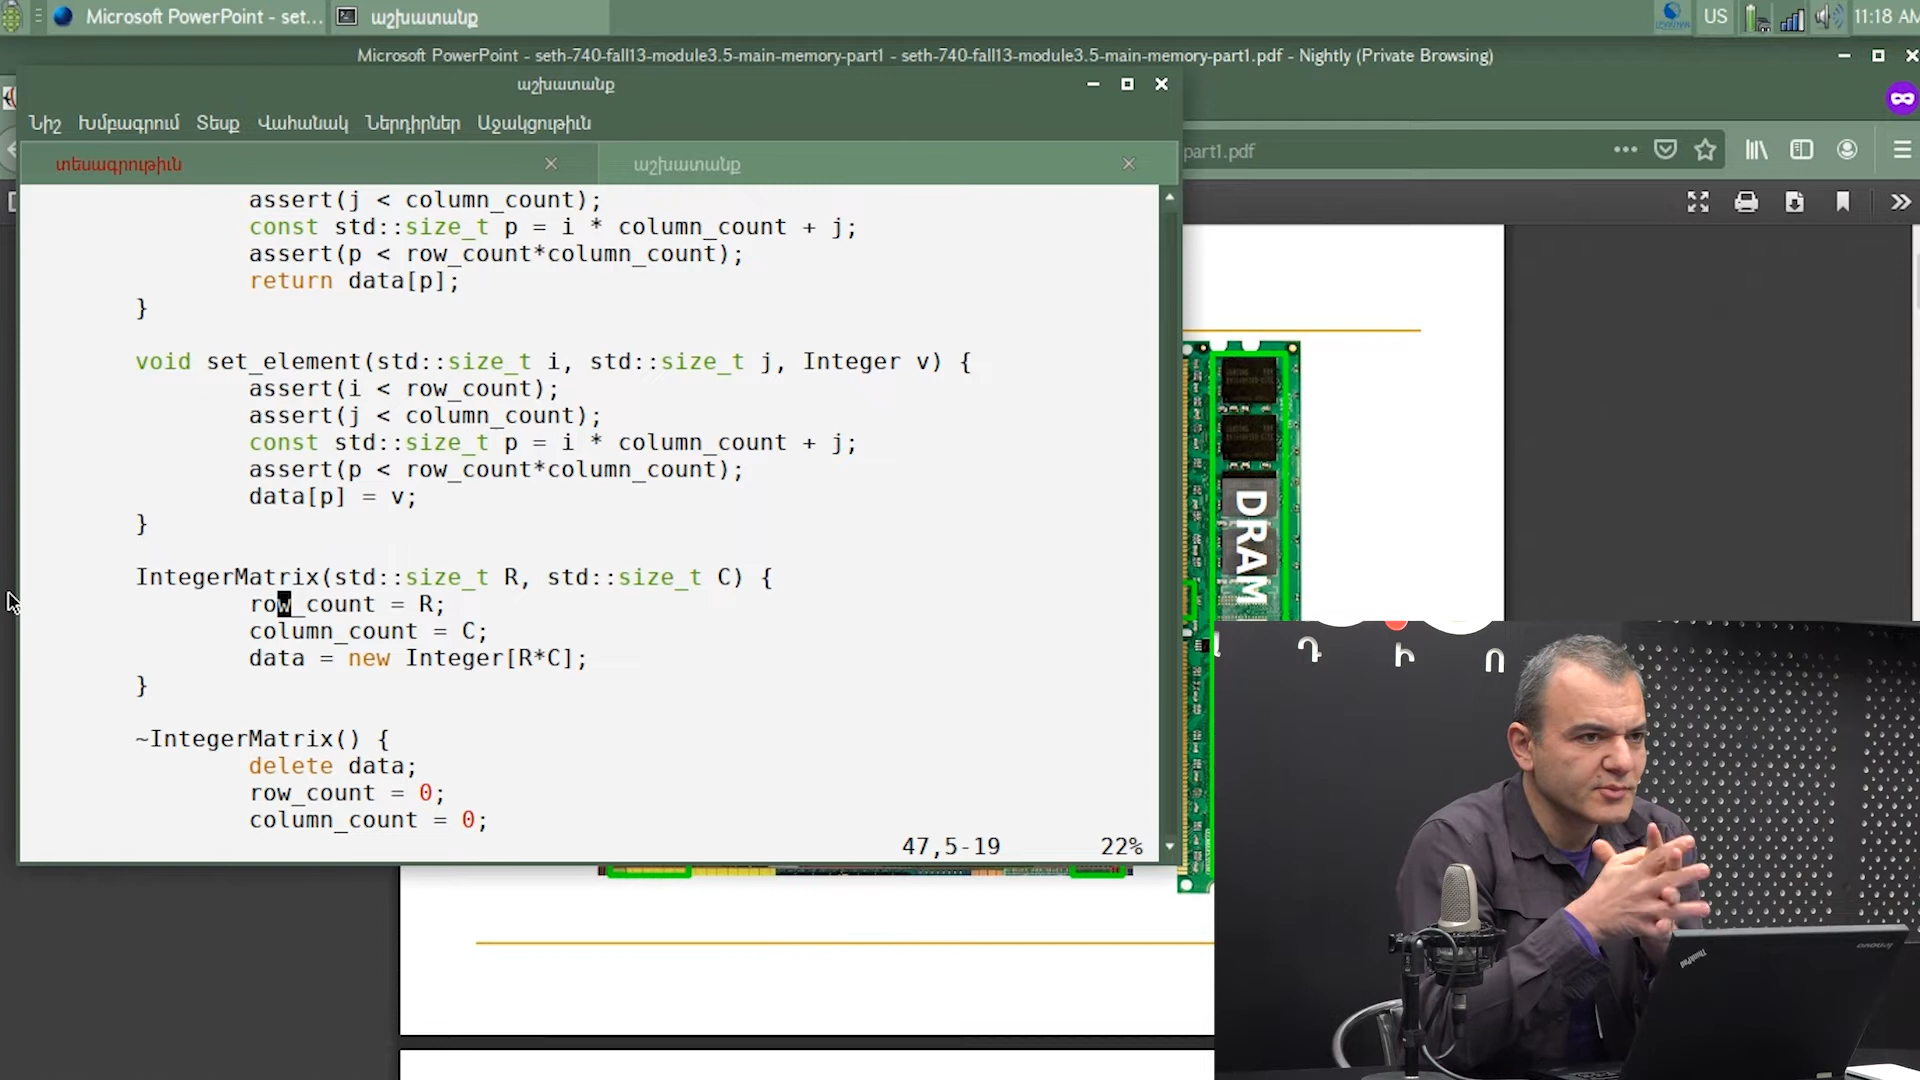 Microsoft PowerPoint - set...
աշխատանք
US
11:18 AM
Microsoft PowerPoint - seth-740-fall13-module3.5-main-memory-part1 - seth-740-fall13-module3.5-main-memory-part1.pdf - Nightly (Private Browsing)
աշխատանք
Նիշ Խմբագրում Տեսք Վահանակ Ներդիրներ Աջակցութիւն
part1.pdf
տեսագրութիւն
աշխատանք
assert(j < column_count);
const std::size_t p = i * column_count + j;
assert(p < row_count*column_count);
return data[p];
}
void set_element(std::size_t i, std::size_t j, Integer v) {
assert(i < row_count);
assert(j < column_count);
const std::size_t p = i * column_count + j;
assert(p < row_count*column_count);
data[p] = v;
}
IntegerMatrix(std::size_t R, std::size_t C) {
row_count = R;
column_count = C;
data = new Integer[R*C];
}
~IntegerMatrix() {
delete data;
row_count = 0;
column_count = 0;
47,5-19 22%
DRAM
Դ Ի Ո
ThinkPad
lenovo